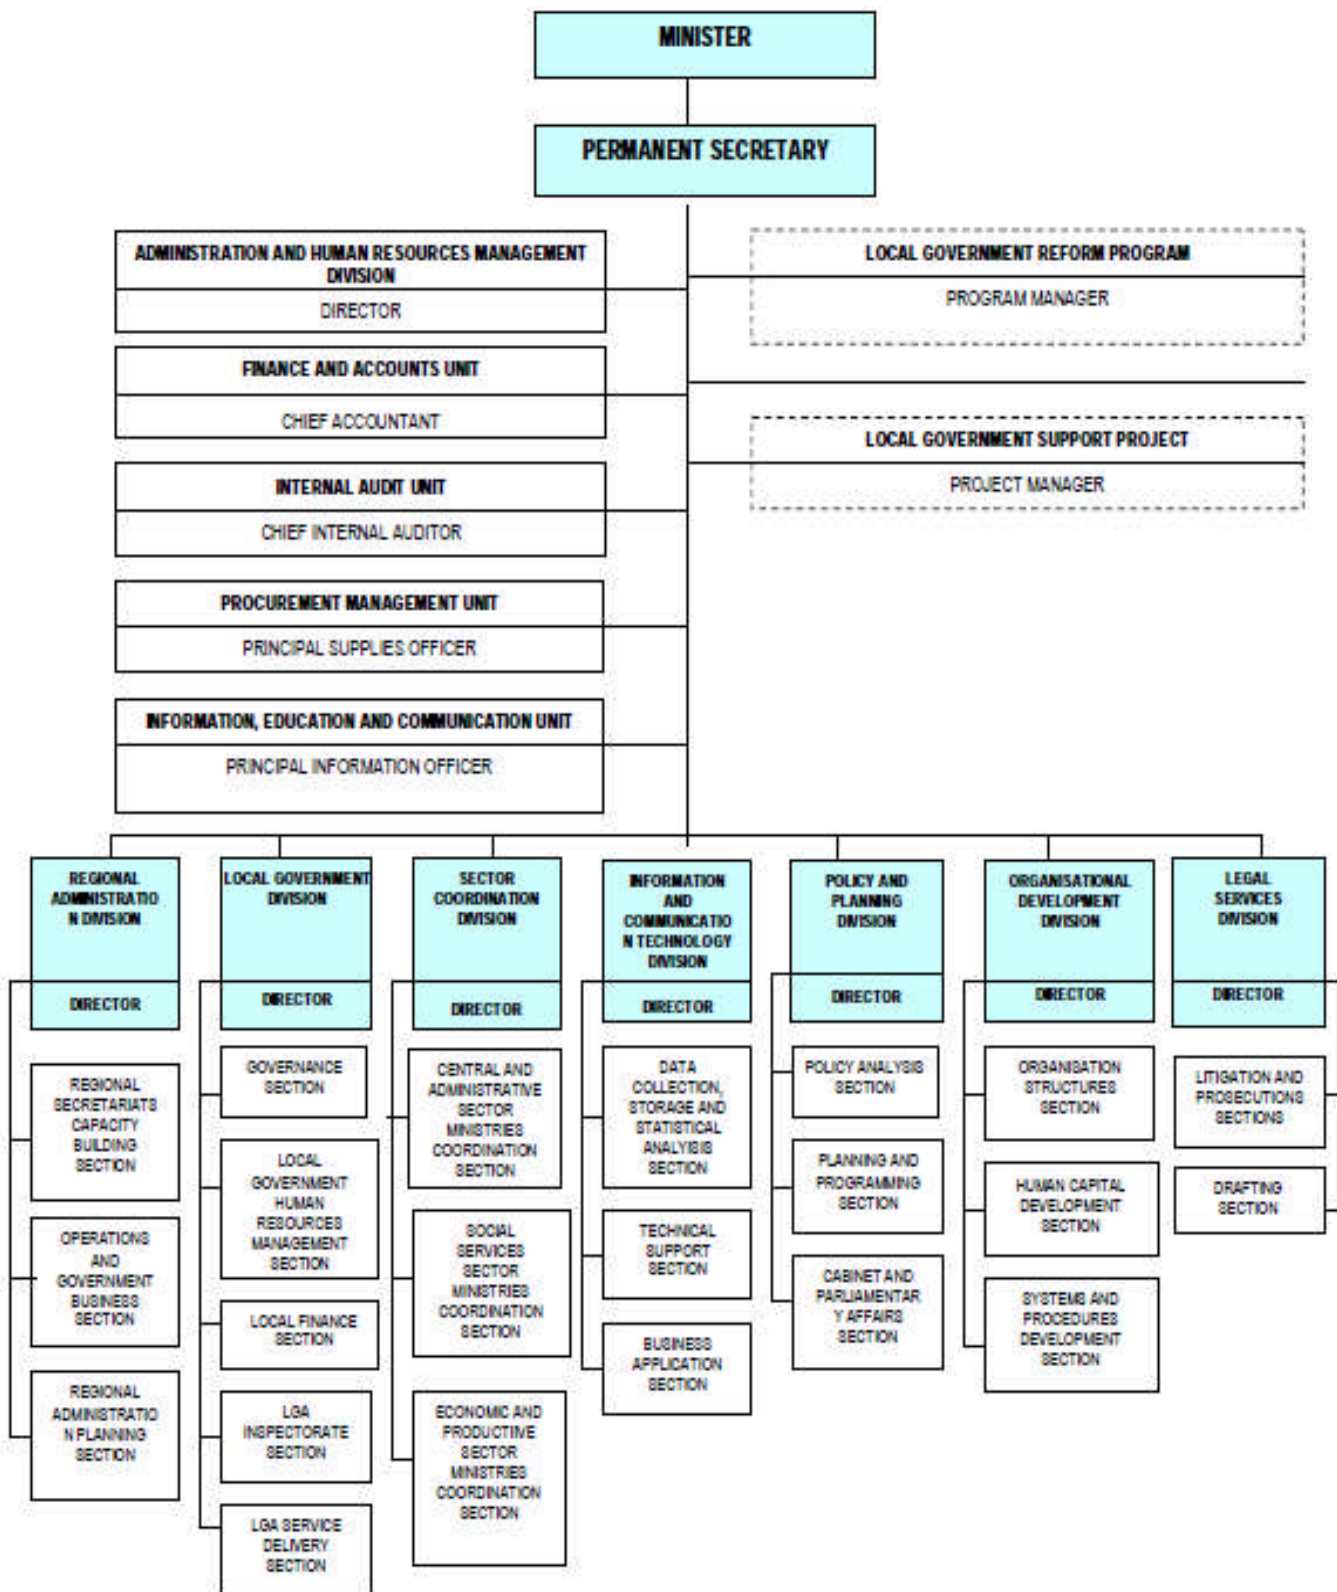 MINISTER
PERMANENT SECRETARY
ADMINISTRATION AND HUMAN RESOURCES MANAGEMENT
DIVISION
DIRECTOR
FINANCE AND ACCOUNTS UNIT
CHIEF ACCOUNTANT
INTERNAL AUDIT UNIT
CHIEF INTERNAL AUDITOR
PROCUREMENT MANAGEMENT UNIT
PRINCIPAL SUPPLIES OFFICER
INFORMATION, EDUCATION AND COMMUNICATION UNIT
PRINCIPAL INFORMATION OFFICER
LOCAL GOVERNMENT REFORM PROGRAM
PROGRAM MANAGER
LOCAL GOVERNMENT SUPPORT PROJECT
PROJECT MANAGER
REGIONAL
ADMINISTRATIO
N DIVISION
DIRECTOR
REGIONAL
SECRETARIATS
CAPACITY
BUILDING
SECTION
OPERATIONS
AND
GOVERNMENT
BUSINESS
SECTION
REGIONAL
ADMINISTRATIO
N PLANNING
SECTION
LOCAL GOVERNMENT
DIVISION
DIRECTOR
GOVERNANCE
SECTION
LOCAL
GOVERNMENT
HUMAN
RESOURCES
MANAGEMENT
SECTION
LOCAL FINANCE
SECTION
LGA
INSPECTORATE
SECTION
LGA SERVICE
DELIVERY
SECTION
SECTOR
COORDINATION
DIVISION
DIRECTOR
CENTRAL AND
ADMINISTRATIVE
SECTOR
MINISTRIES
COORDINATION
SECTION
SOCIAL
SERVICES
SECTOR
MINISTRIES
COORDINATION
SECTION
ECONOMIC AND
PRODUCTIVE
SECTOR
MINISTRIES
COORDINATION
SECTION
INFORMATION
AND
COMMUNICATIO
N TECHNOLOGY
DIVISION
DIRECTOR
DATA
COLLECTION,
STORAGE AND
STATISTICAL
ANALYISIS
SECTION
TECHNICAL
SUPPORT
SECTION
BUSINESS
APPLICATION
SECTION
POLICY AND
PLANNING
DIVISION
DIRECTOR
POLICY ANALYSIS
SECTION
PLANNING AND
PROGRAMMING
SECTION
CABINET AND
PARLIAMENTAR
Y AFFAIRS
SECTION
ORGANISATIONAL
DEVELOPMENT
DIVISION
DIRECTOR
ORGANISATION
STRUCTURES
SECTION
HUMAN CAPITAL
DEVELOPMENT
SECTION
SYSTEMS AND
PROCEDURES
DEVELOPMENT
SECTION
LEGAL
SERVICES
DIVISION
DIRECTOR
LITIGATION AND
PROSECUTIONS
SECTIONS
DRAFTING
SECTION